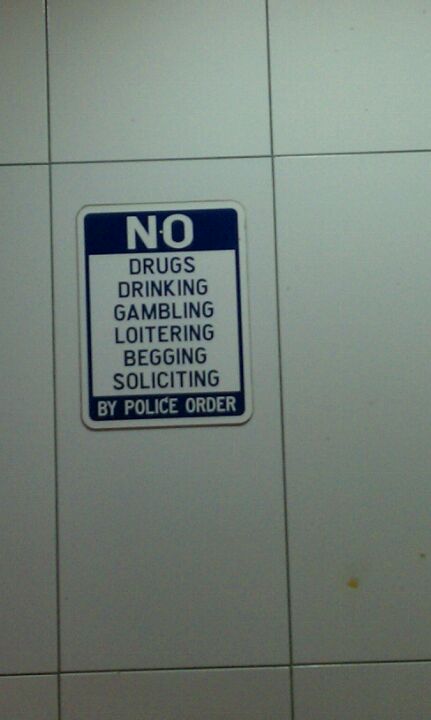 NO
DRUGS
DRINKING
GAMBLING
LOITERING
BEGGING
SOLICITING
BY POLICE ORDER